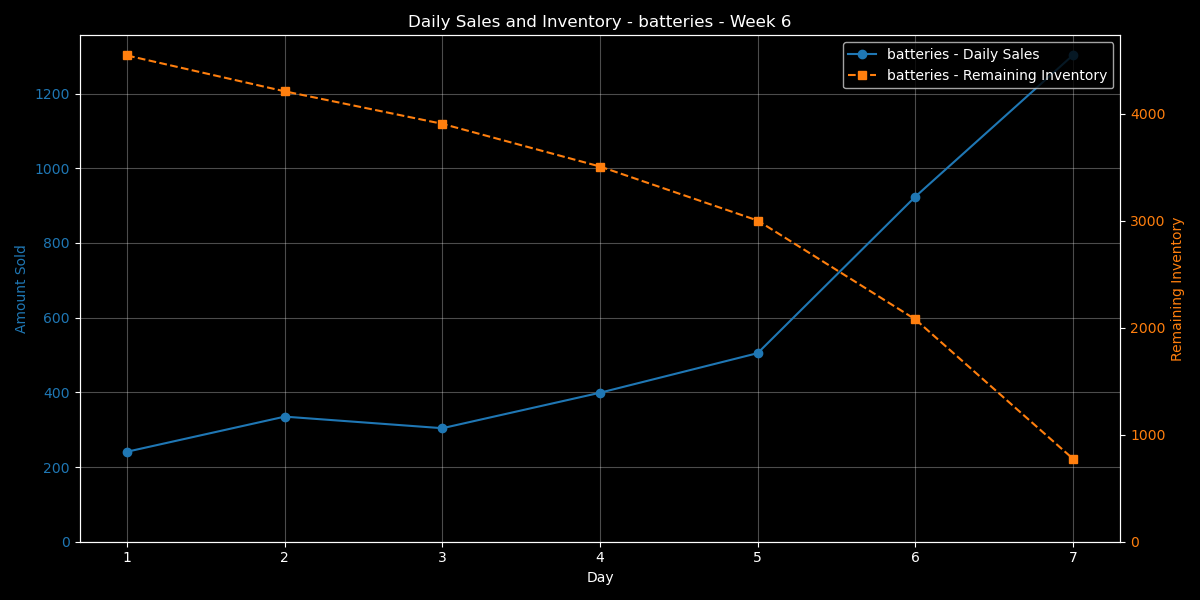 Daily Sales and Inventory - batteries - Week 6
batteries - Daily Sales
batteries - Remaining Inventory
Amount Sold
1200
1000
800
600
400
200
0
Remaining Inventory
4000
3000
2000
1000
0
1 2 3 4 5 6 7
Day